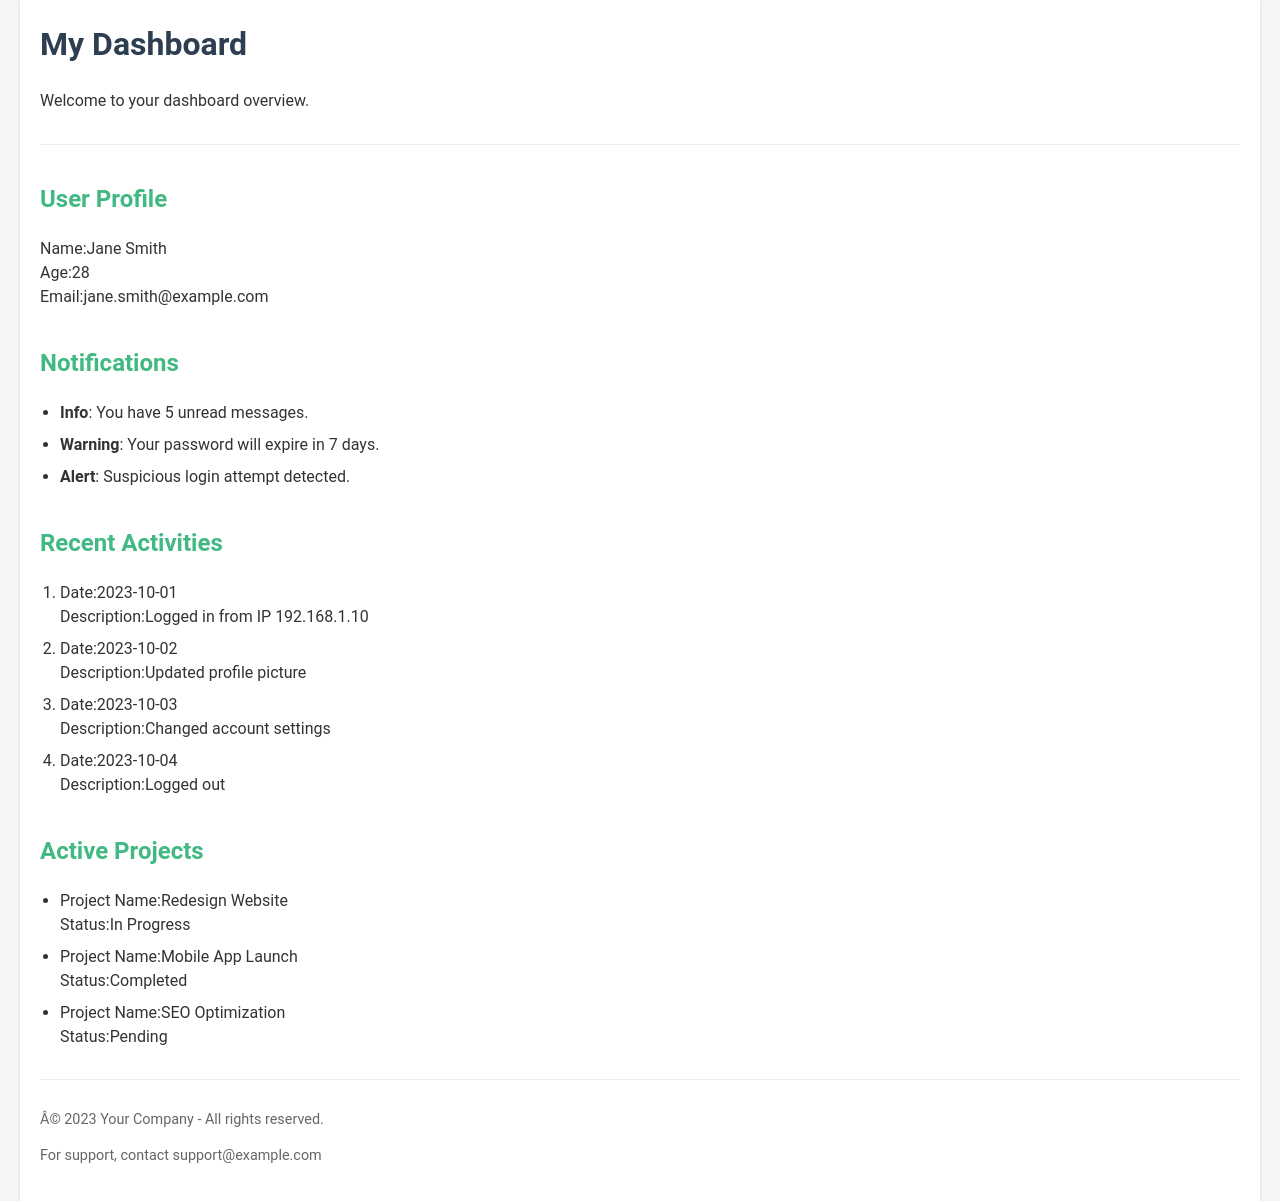 My Dashboard
Welcome to your dashboard overview.
User Profile
Name:Jane Smith
Age:28
Email:jane.smith@example.com
Notifications
• Info: You have 5 unread messages.
• Warning: Your password will expire in 7 days.
• Alert: Suspicious login attempt detected.
Recent Activities
1. Date:2023-10-01
Description:Logged in from IP 192.168.1.10
2. Date:2023-10-02
Description:Updated profile picture
3. Date:2023-10-03
Description:Changed account settings
4. Date:2023-10-04
Description:Logged out
Active Projects
• Project Name:Redesign Website
Status:In Progress
• Project Name:Mobile App Launch
Status:Completed
• Project Name:SEO Optimization
Status:Pending
Â© 2023 Your Company - All rights reserved.
For support, contact support@example.com